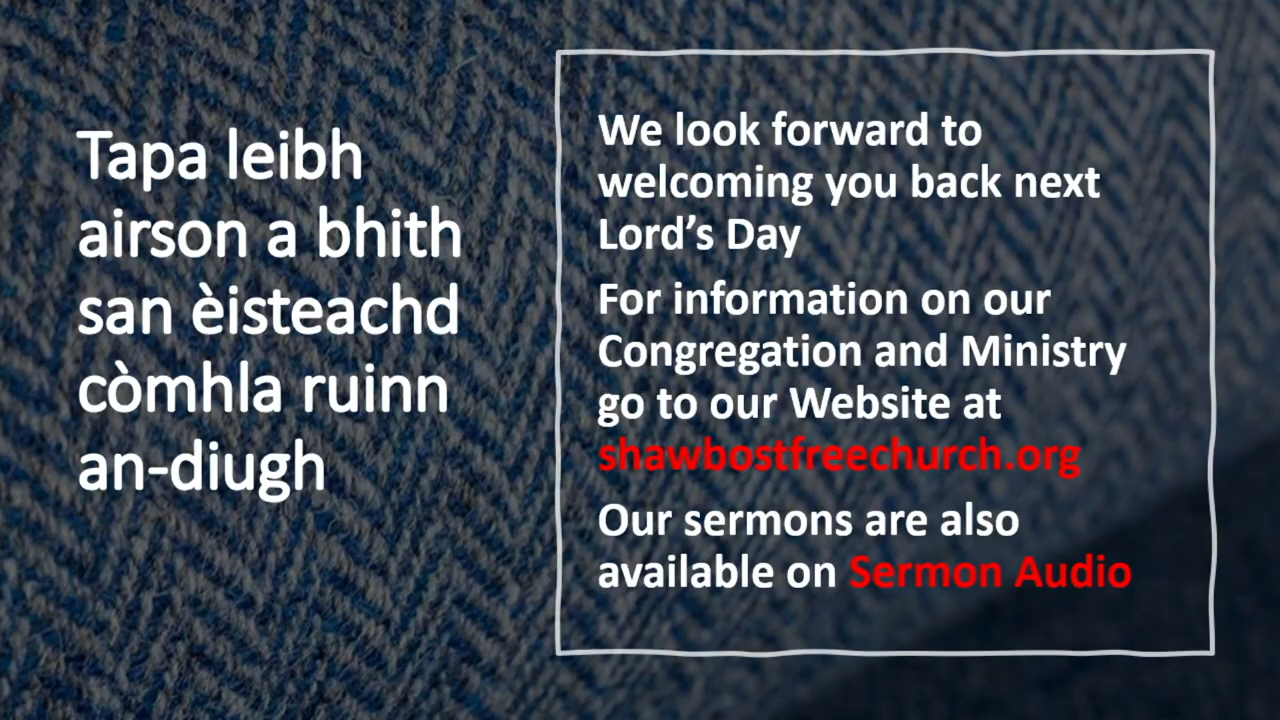 Tapa leibh
airson a bhith
san èisteachd
còmhla ruinn
an-diugh
We look forward to
welcoming you back next
Lord’s Day
For information on our
Congregation and Ministry
go to our Website at
shawbostfreechurch.org
Our sermons are also
available on Sermon Audio